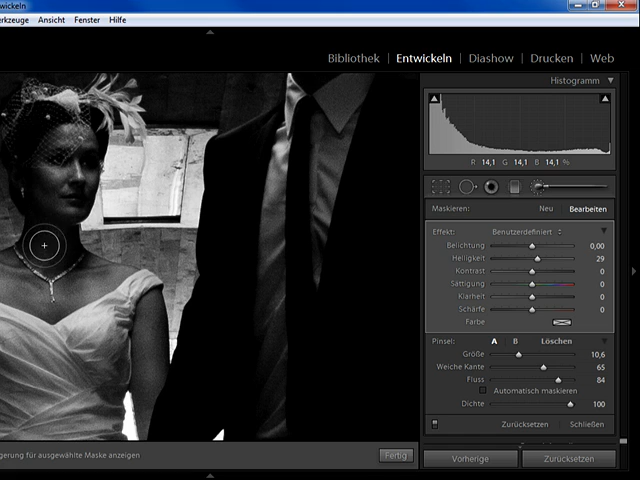 wickeln
rkzeuge Ansicht Fenster Hilfe
Bibliothek | Entwickeln | Diashow | Drucken | Web
Histogramm
R 14,1 G 14,1 B 14,1 %
Maskieren: Neu Bearbeiten
Effekt: Benutzerdefiniert
Belichtung 0,00
Helligkeit 29
Kontrast 0
Sättigung 0
Klarheit 0
Schärfe 0
Farbe
Pinsel: A B Löschen
Größe 10,6
Weiche Kante 65
Fluss 84
Automatisch maskieren
Dichte 100
Zurücksetzen Schließen
gerung für ausgewählte Maske anzeigen Fertig
Vorherige Zurücksetzen